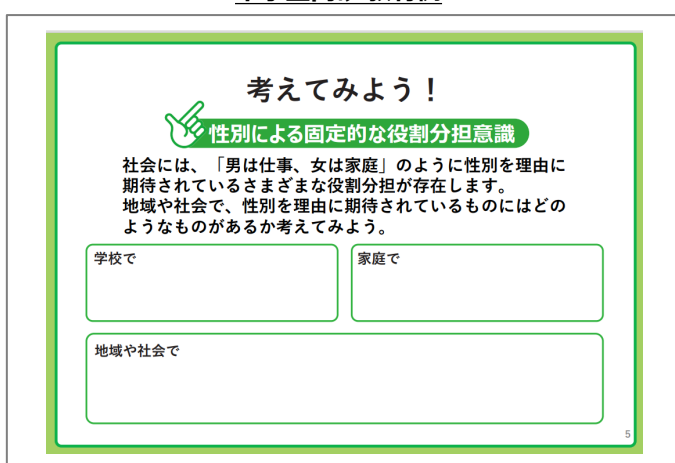 考えてみよう！
性別による固定的な役割分担意識
社会には、「男は仕事、女は家庭」のように性別を理由に
期待されているさまざまな役割分担が存在します。
地域や社会で、性別を理由に期待されているものにはどの
ようなものがあるか考えてみよう。
学校で
家庭で
地域や社会で
5